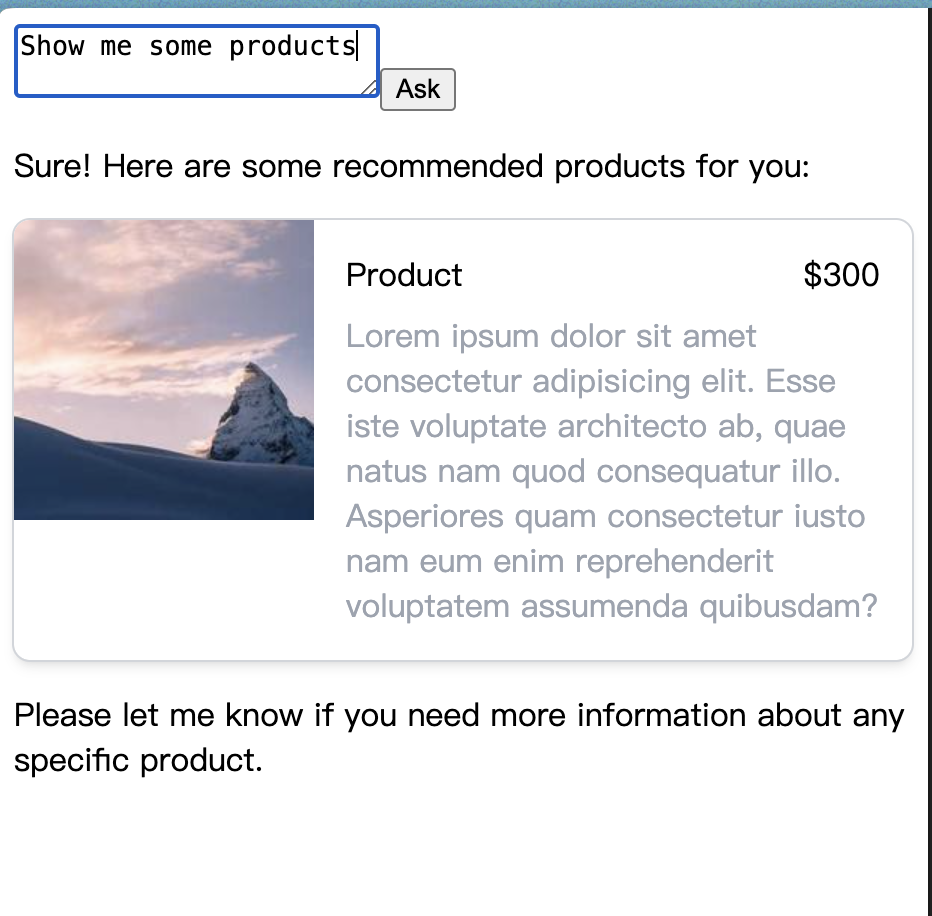 Show me some products
Ask
Sure! Here are some recommended products for you:
Product $300
Lorem ipsum dolor sit amet
consectetur adipisicing elit. Esse
iste voluptate architecto ab, quae
natus nam quod consequatur illo.
Asperiores quam consectetur iusto
nam eum enim reprehenderit
voluptatem assumenda quibusdam?
Please let me know if you need more information about any
specific product.